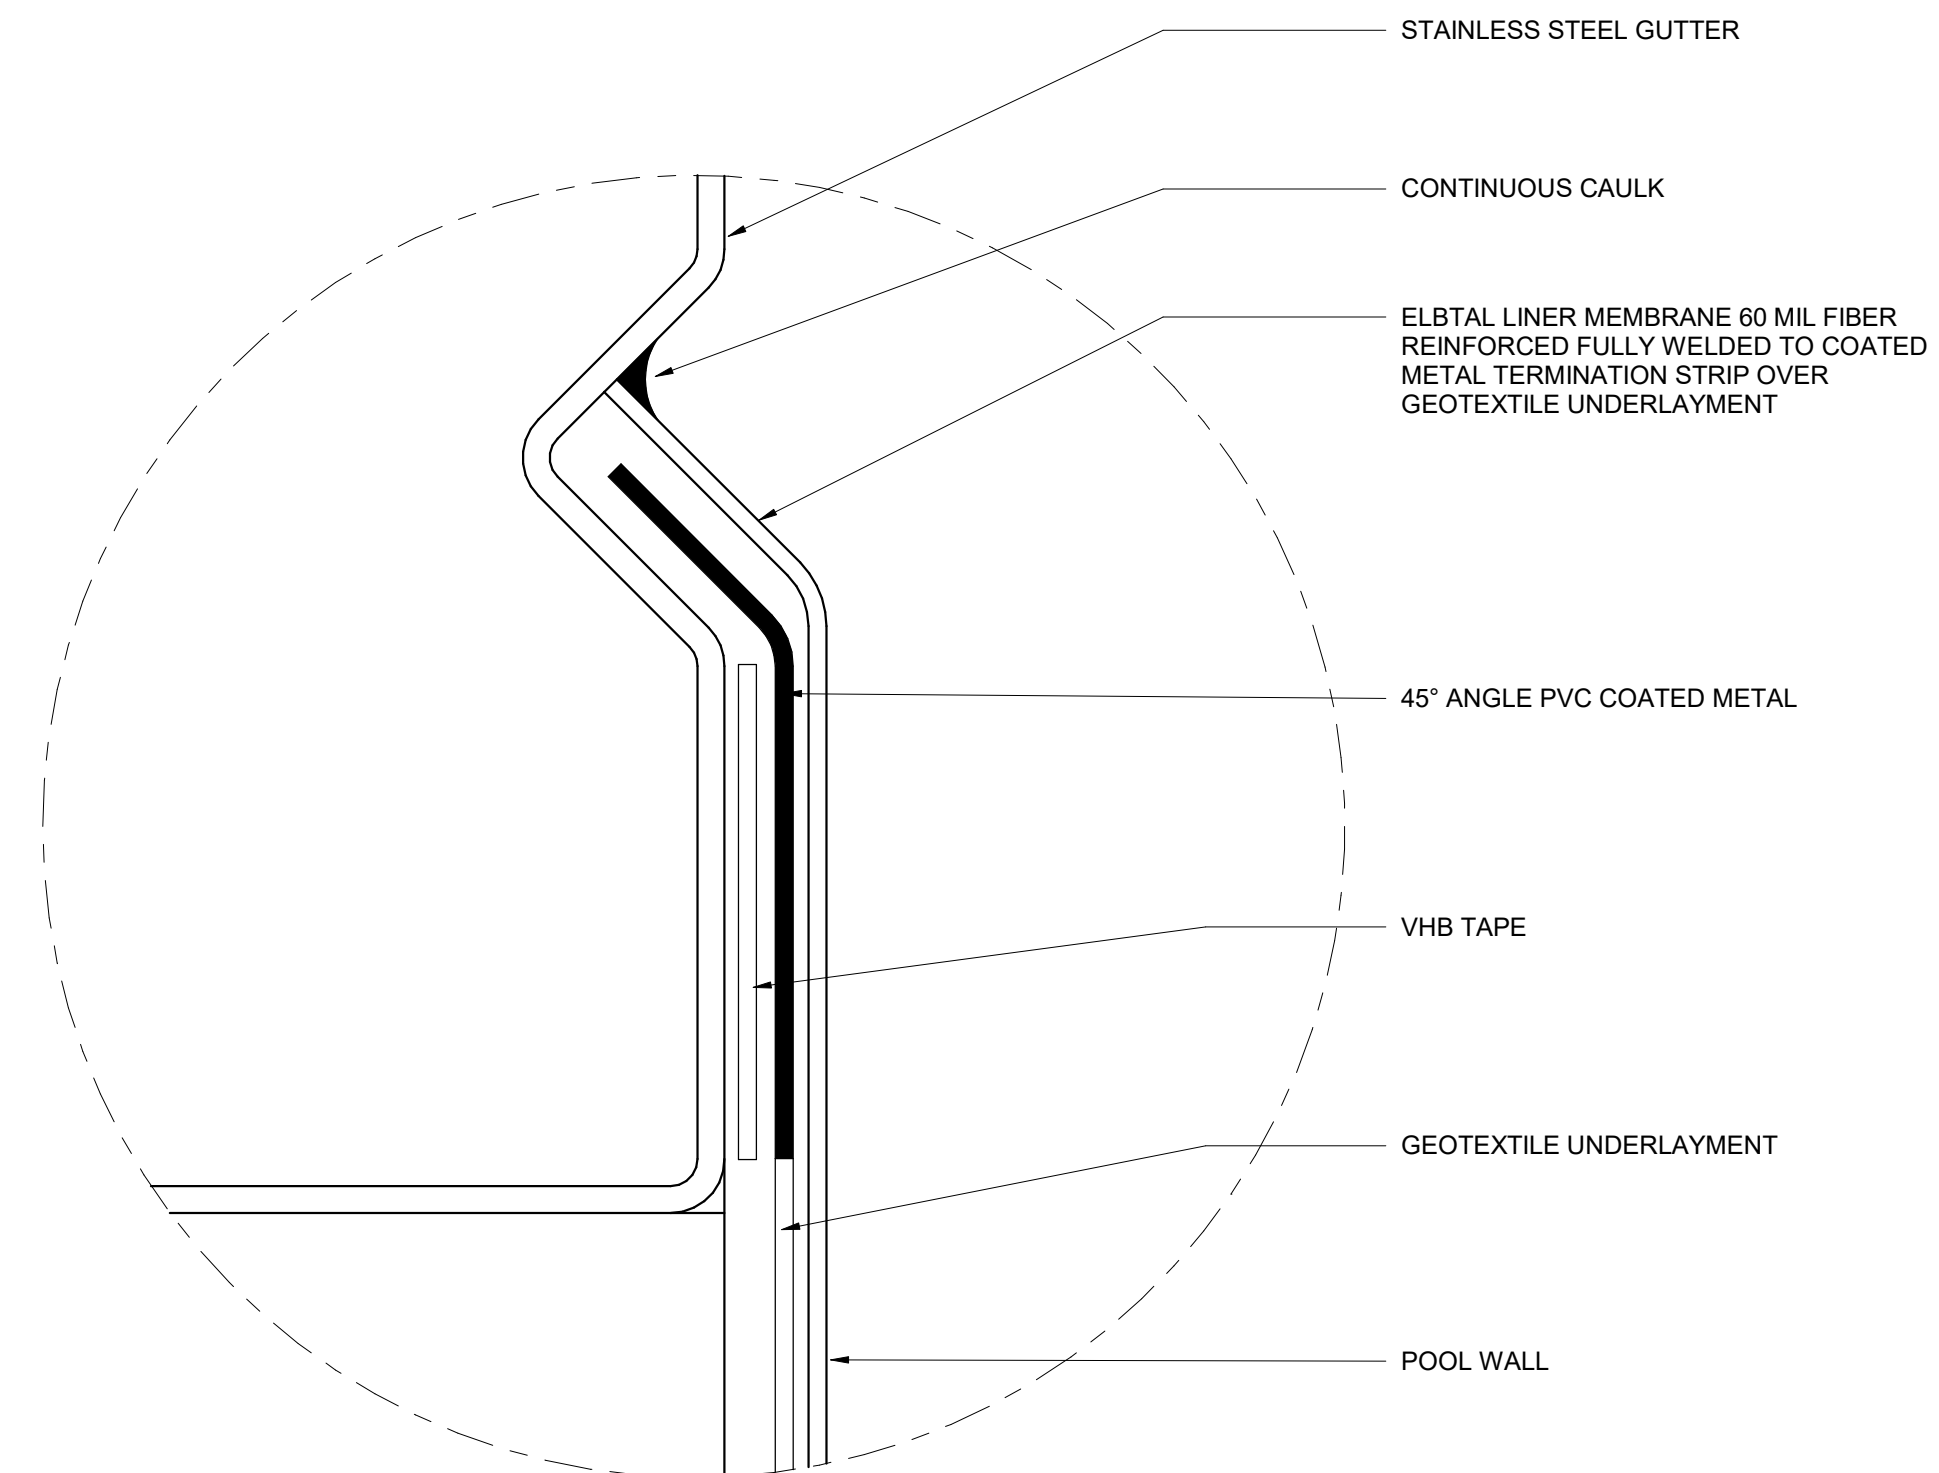 STAINLESS STEEL GUTTER
CONTINUOUS CAULK
ELBTAL LINER MEMBRANE 60 MIL FIBER
REINFORCED FULLY WELDED TO COATED
METAL TERMINATION STRIP OVER
GEOTEXTILE UNDERLAYMENT
45° ANGLE PVC COATED METAL
VHB TAPE
GEOTEXTILE UNDERLAYMENT
POOL WALL